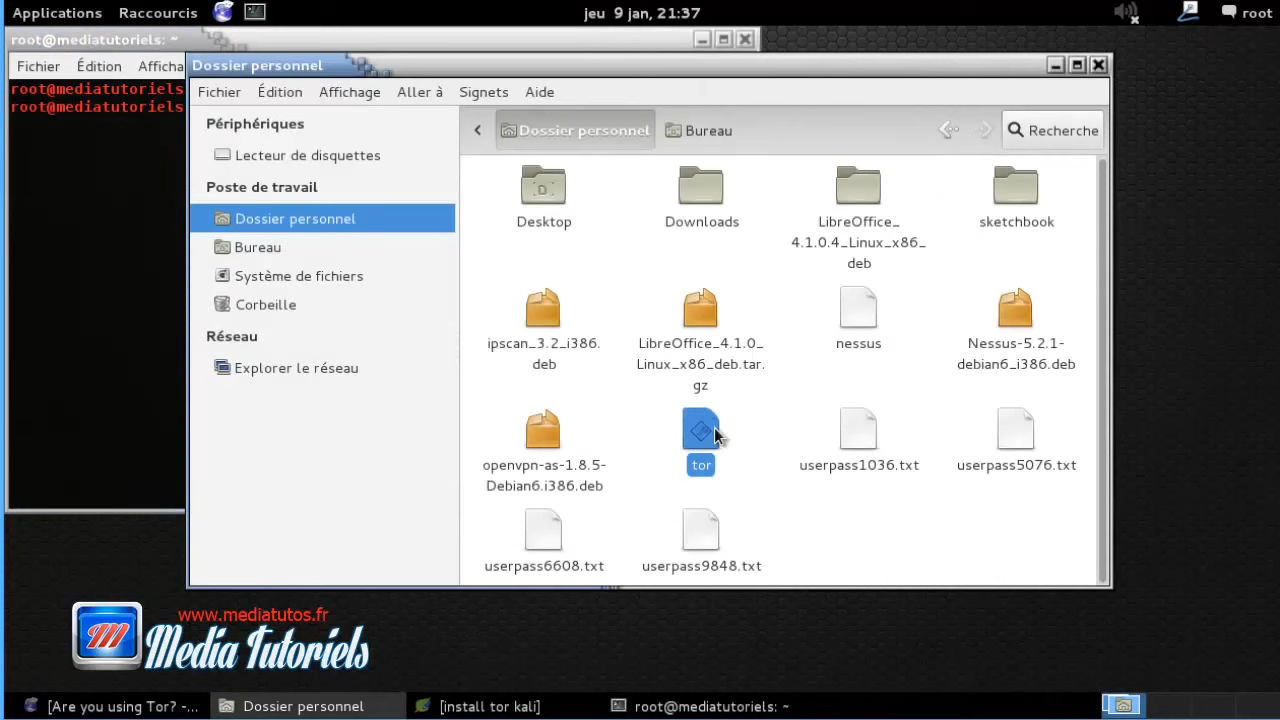 Applications Raccourcis jeu 9 jan, 21:37 root
root@mediatutoriels: ~
Fichier Édition Afficha
root@mediatutoriels
root@mediatutoriels
Dossier personnel
Fichier Édition Affichage Aller à Signets Aide
Périphériques
Lecteur de disquettes
Poste de travail
Dossier personnel
Bureau
Système de fichiers
Corbeille
Réseau
Explorer le réseau
Dossier personnel Bureau Recherche
D
Desktop
Downloads
LibreOffice_
4.1.0.4_Linux_x86_
deb
sketchbook
ipscan_3.2_i386.
deb
LibreOffice_4.1.0_
Linux_x86_deb.tar.
gz
nessus
Nessus-5.2.1-
debian6_i386.deb
openvpn-as-1.8.5-
Debian6.i386.deb
tor
userpass1036.txt
userpass5076.txt
userpass6608.txt
userpass9848.txt
www.mediatutos.fr
m Media Tutoriels
[Are you using Tor? -... Dossier personnel [install tor kali] root@mediatutoriels: ~